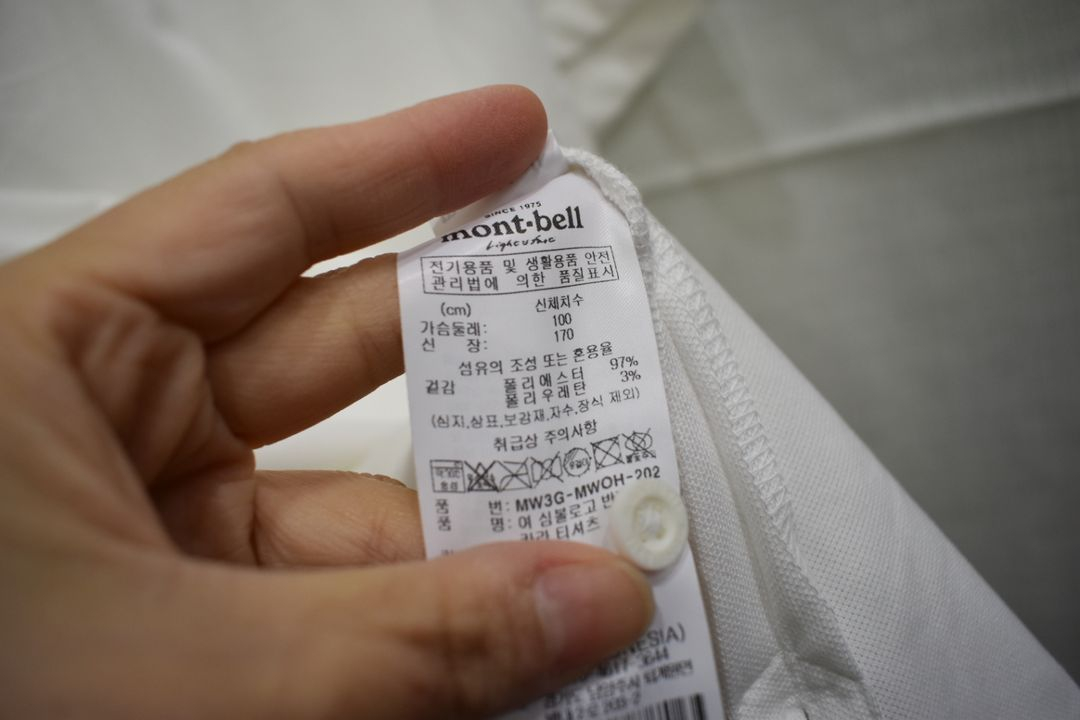 SINCE 1975
mont-bell
Light & Fast
전기용품 및 생활용품 안전
관리법에 의한 품질표시
(cm) 신체치수
가슴둘레: 100
신 장: 170
섬유의 조성 또는 혼용율
겉감 폴리에스터 97%
폴리우레탄 3%
(심지,상표,보강재,자수,장식 제외)
취급상 주의사항
품 번: MW3G-MWOH-202
품 명: 여 심볼로고
카라 티셔츠